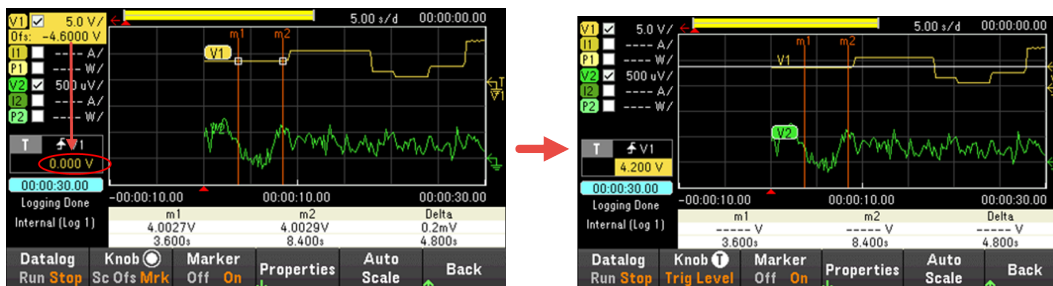 V1 5.0 V/
5.00 s/d 00:00:00.00
Ofs: -4.6000 V
I1 ---- A/
P1 ---- W/
V2 500 uV/
I2 ---- A/
P2 ---- W/
m1 m2
V1
V2
T
V1
T V1
0.000 V
00:00:30.00
-00:00:10.00 00:00:10.00 00:00:30.00
Logging Done
Internal (Log 1)
m1 m2 Delta
4.0027V 4.0029V 0.2mV
3.600s 8.400s 4.800s
Datalog Knob Marker Properties Auto Scale Back
Run Stop Sc Ofs Mrk Off On
V1 5.0 V/
5.00 s/d 00:00:00.00
I1 ---- A/
P1 ---- W/
V2 500 uV/
I2 ---- A/
P2 ---- W/
m1 m2
V1
V2
T V1
4.200 V
00:00:30.00
-00:00:10.00 00:00:10.00 00:00:30.00
Logging Done
Internal (Log 1)
m1 m2 Delta
----- V ----- V ----- V
3.600s 8.400s 4.800s
Datalog Knob T Marker Properties Auto Scale Back
Run Stop Trig Level Off On